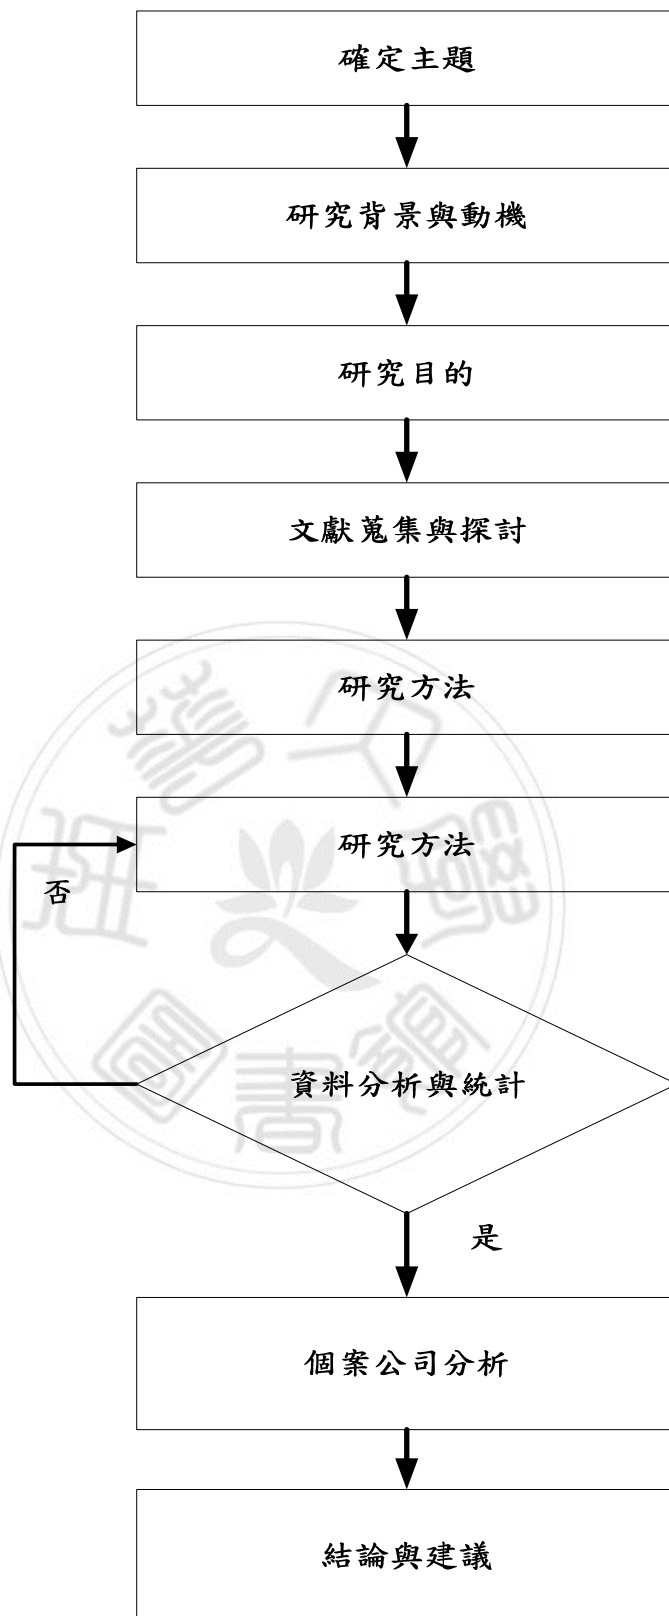 確定主題
研究背景與動機
研究目的
文獻蒐集與探討
研究方法
研究方法
否
資料分析與統計
是
個案公司分析
結論與建議